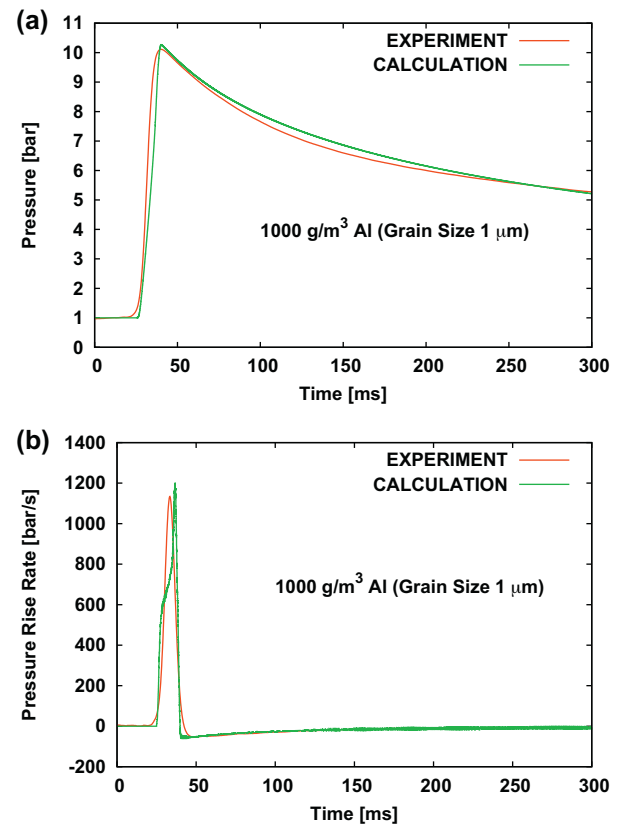 (a)
11
10
9
8
7
6
5
4
3
2
1
0
Pressure [bar]
EXPERIMENT
CALCULATION
1000 g/m³ Al (Grain Size 1 μm)
0 50 100 150 200 250 300
Time [ms]
(b)
1400
1200
1000
800
600
400
200
0
-200
Pressure Rise Rate [bar/s]
EXPERIMENT
CALCULATION
1000 g/m³ Al (Grain Size 1 μm)
0 50 100 150 200 250 300
Time [ms]